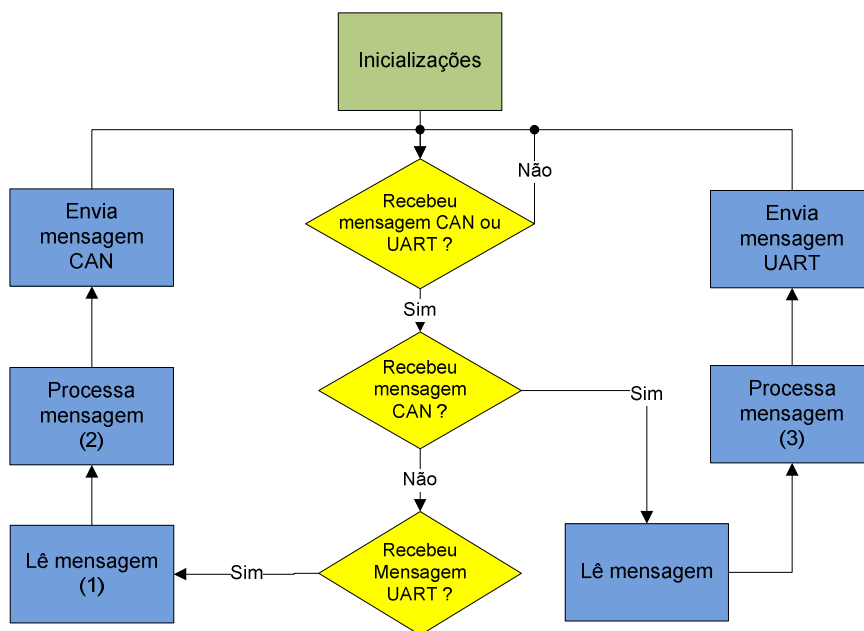 Inicializações
Não
Recebeu
mensagem CAN ou
UART ?
Envia
mensagem
CAN
Envia
mensagem
UART
Sim
Recebeu
mensagem
CAN ?
Sim
Processa
mensagem
(2)
Processa
mensagem
(3)
Não
Lê mensagem
(1)
Sim
Recebeu
Mensagem
UART ?
Lê mensagem